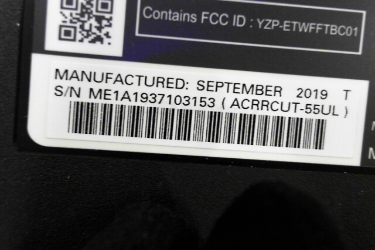 Contains FCC ID : YZP-ETWFFTBC01
MANUFACTURED: SEPTEMBER 2019 T
S/N ME1A1937103153 ( ACRRCUT-55UL )